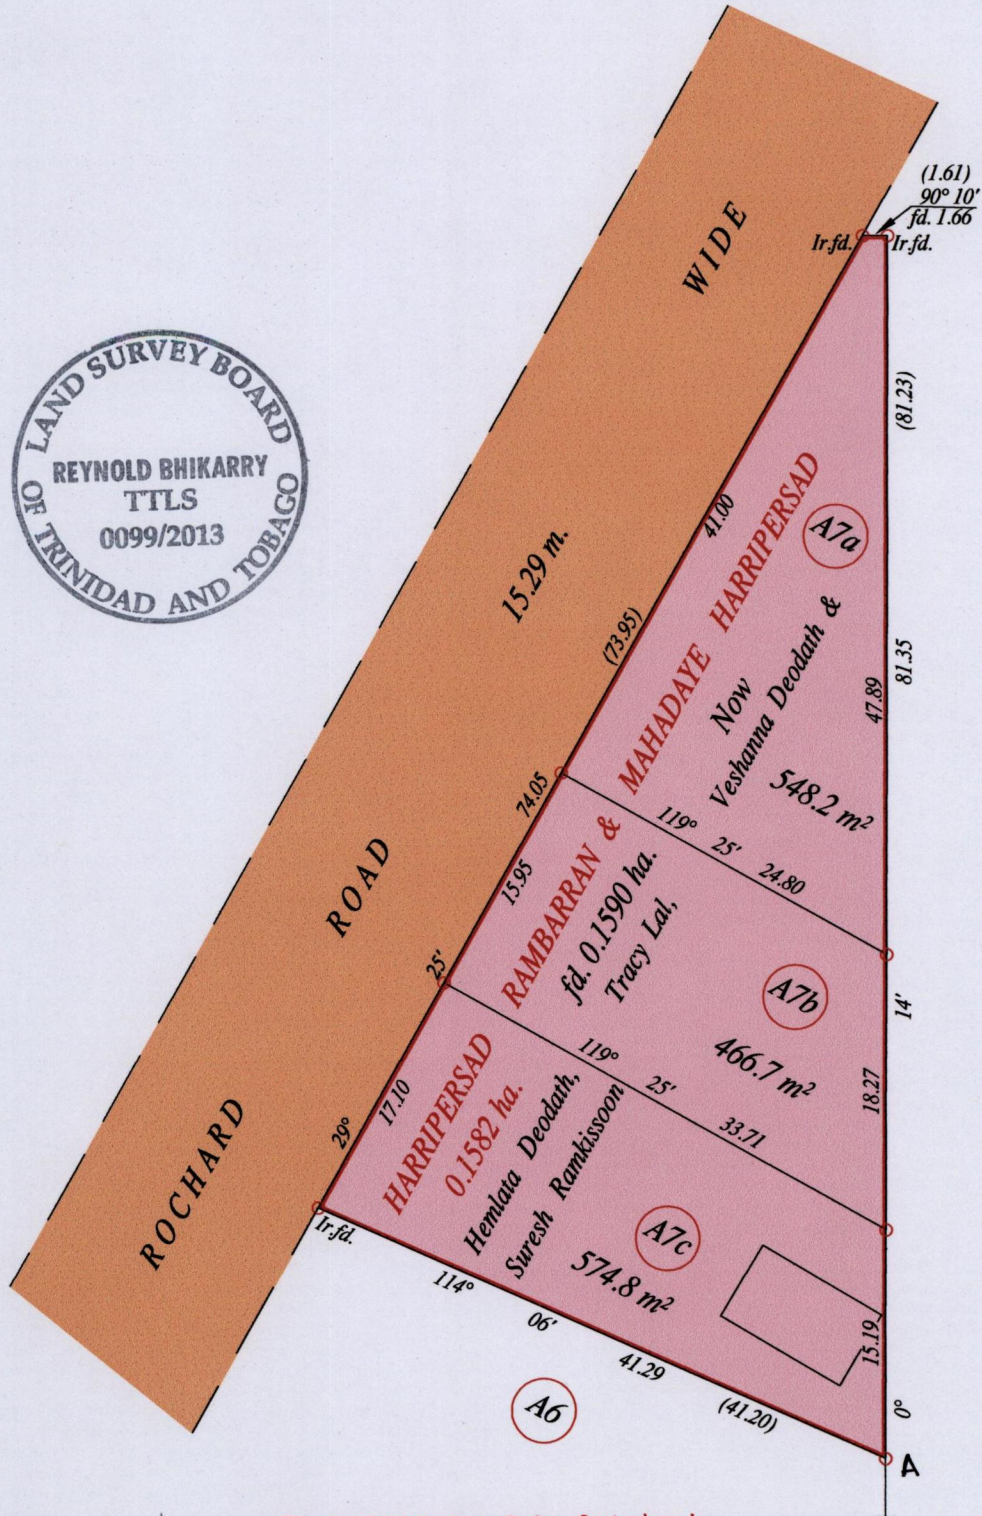 (1.61)
90° 10'
fd. 1.66
Ir.fd.
Ir.fd.
WIDE
LAND SURVEY BOARD
REYNOLD BHIKARRY
TTLS
0099/2013
OF TRINIDAD AND TOBAGO
(81.23)
41.00
A7a
15.29 m.
(73.95)
81.35
47.89
MAHADAYE HARRIPERSAD
Now
Veshanna Deodath &
548.2 m²
74.05
119° 25' 24.80
15.95
ROAD
RAMBARRAN &
fd. 0.1590 ha.
Tracy Lal,
A7b
466.7 m²
25'
14'
18.27
119° 25' 33.71
17.10
29°
ROCHARD
HARRIPERSAD
0.1582 ha.
Hemlata Deodath,
Suresh Ramkissoon
A7c
574.8 m²
Ir.fd.
114° 06' 41.29 (41.20)
15.19
0°
A6
A